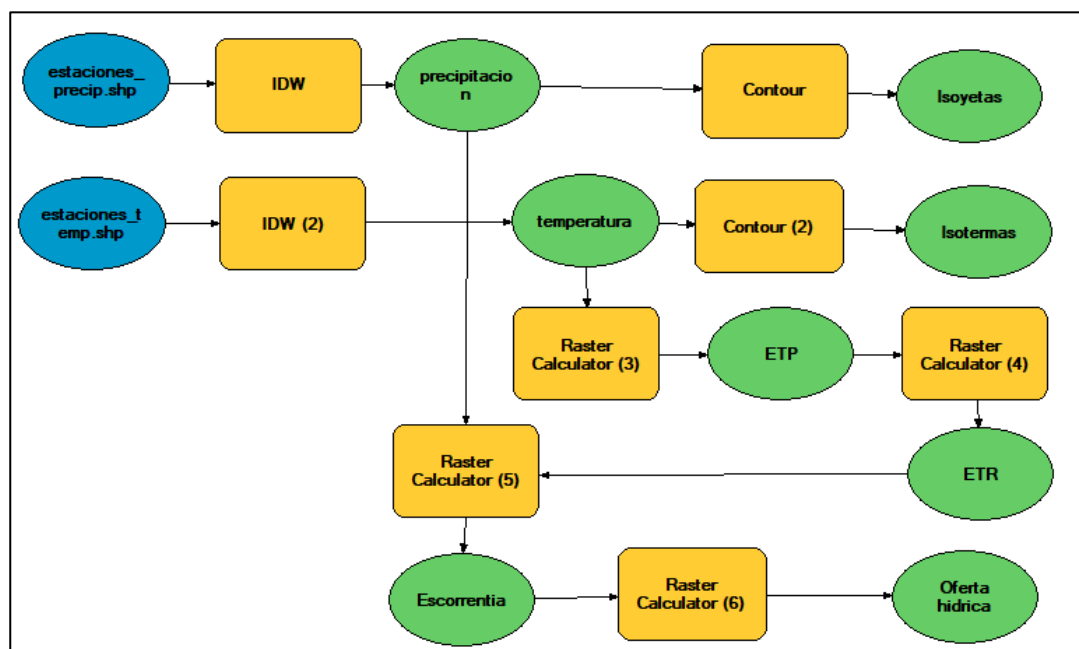 estaciones_
precip.shp
IDW
precipitacio
n
Contour
Isoyetas
estaciones_t
emp.shp
IDW (2)
temperatura
Contour (2)
Isotermas
Raster
Calculator (3)
ETP
Raster
Calculator (4)
Raster
Calculator (5)
ETR
Escorrentia
Raster
Calculator (6)
Oferta
hidrica